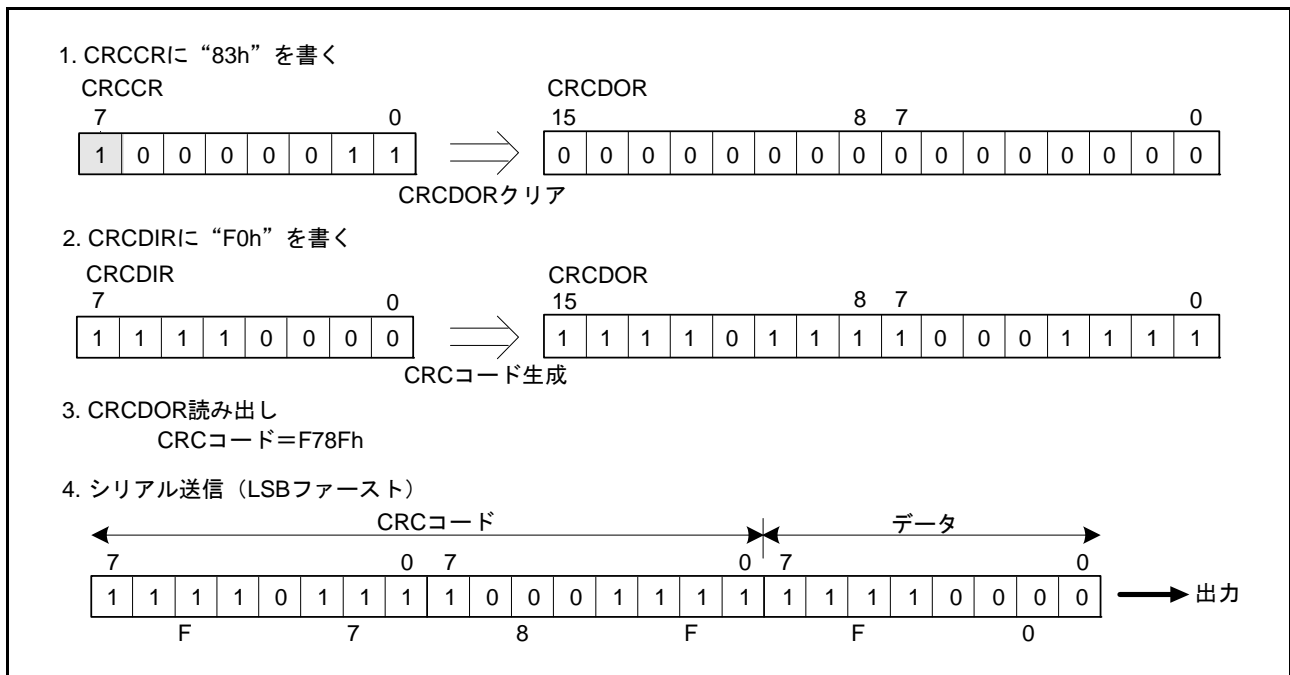 1. CRCCRに“83h”を書く
CRCCR CRCDOR
7 0 15 8 7 0
1 0 0 0 0 0 1 1 0 0 0 0 0 0 0 0 0 0 0 0 0 0 0 0
CRCDORクリア
2. CRCDIRに“F0h”を書く
CRCDIR CRCDOR
7 0 15 8 7 0
1 1 1 1 0 0 0 0 1 1 1 1 0 1 1 1 1 0 0 0 1 1 1 1
CRCコード生成
3. CRCDOR読み出し
CRCコード＝F78Fh
4. シリアル送信（LSBファースト）
CRCコード データ
7 0 7 0 7 0
1 1 1 1 0 1 1 1 1 0 0 0 1 1 1 1 1 1 1 1 0 0 0 0 出力
F 7 8 F F 0